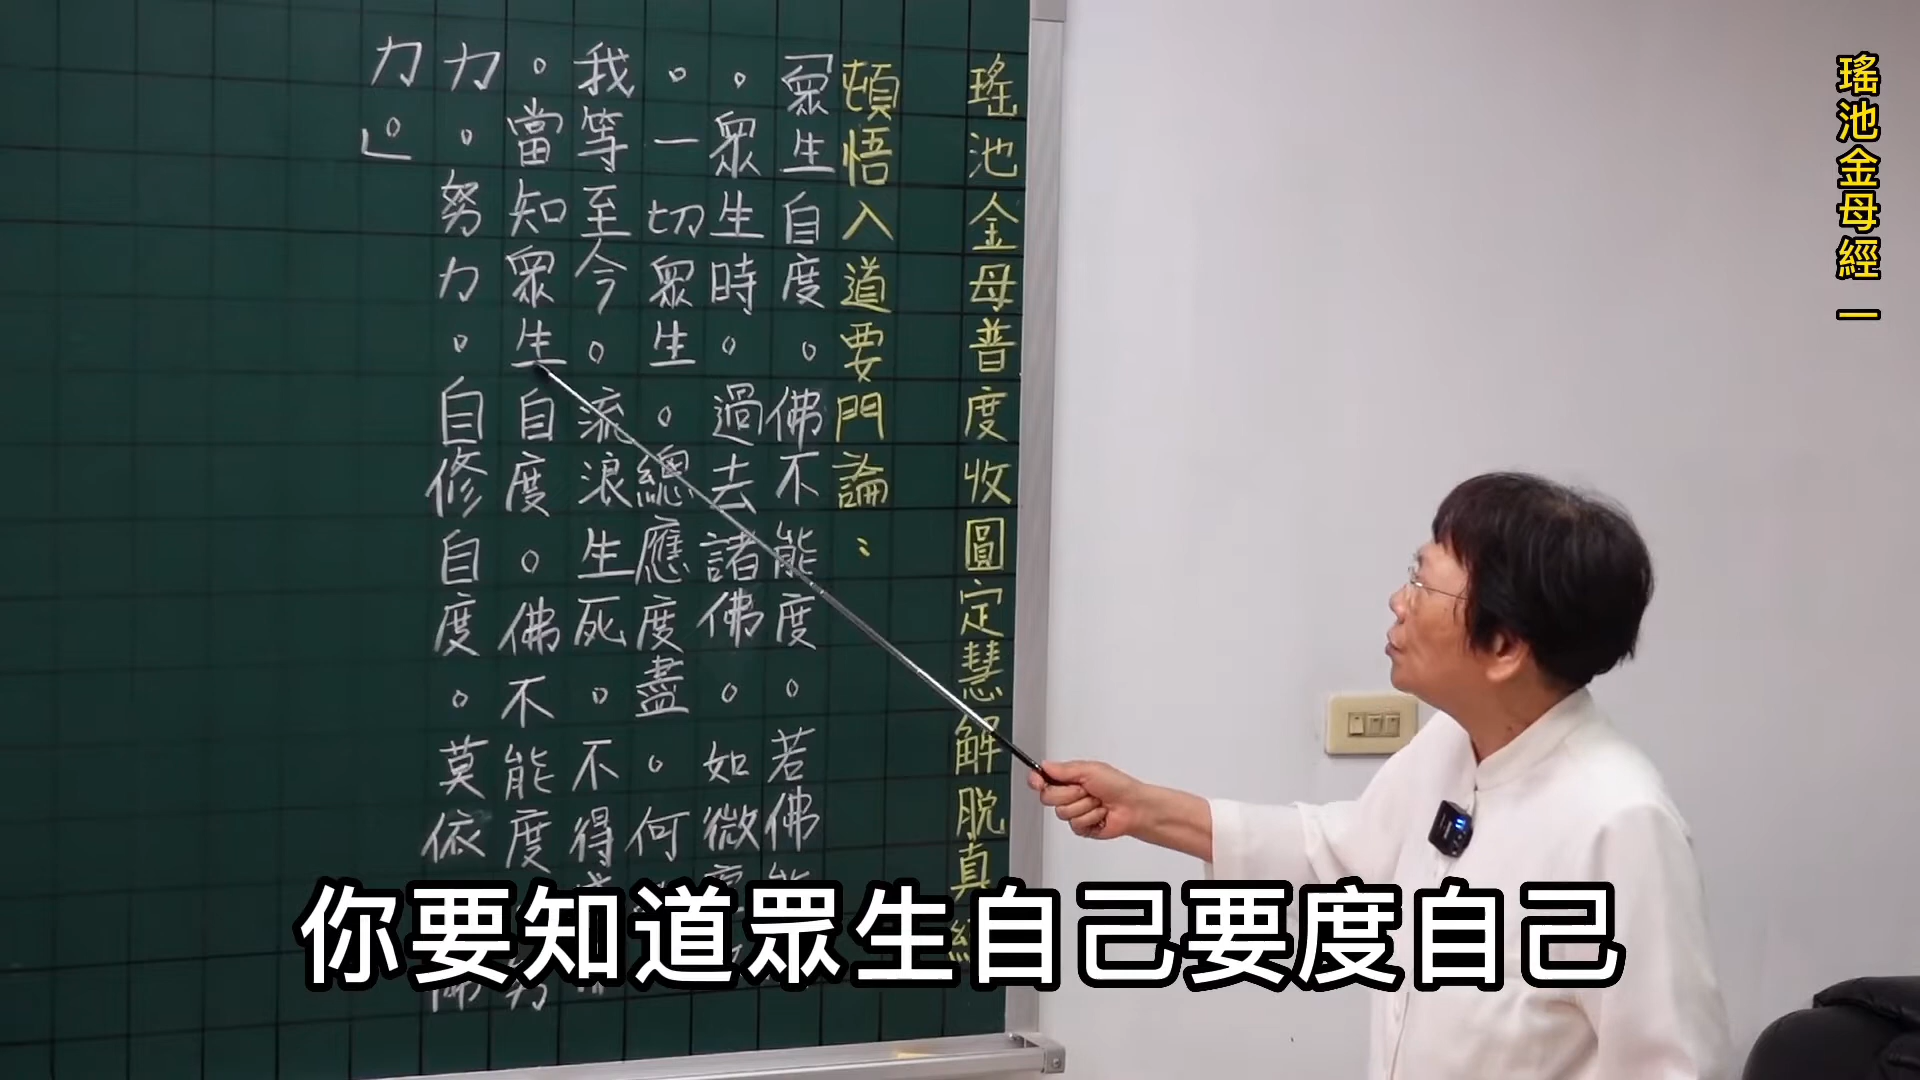 瑤池金母經 一
瑤池金母普度收圓定慧解脫真
頓悟入道要門論：
「眾生自度。佛不能度。若佛能
。眾生時。過去諸佛。如微
。一切眾生。總應度盡。何
我等至今。流浪生死。不得
。當知眾生自度。佛不能度 努
力。努力。自修自度。莫依佛
力。」
你要知道眾生自己要度自己